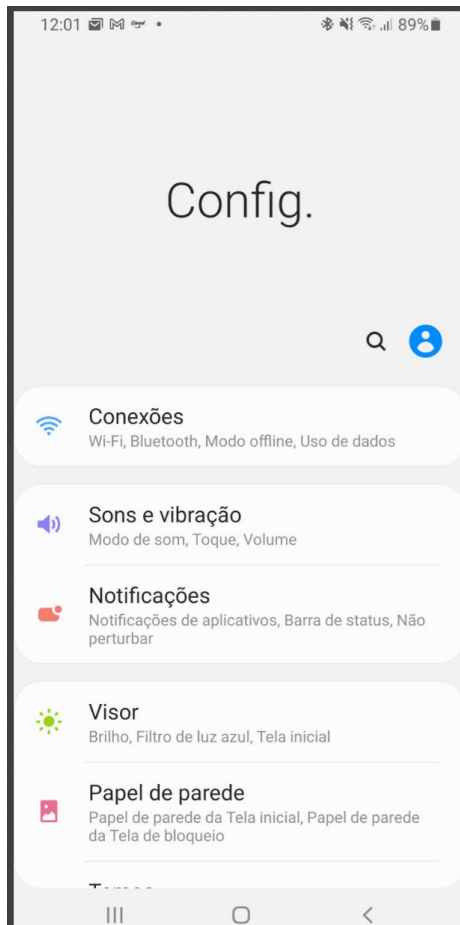 12:01
89%
Config.
Conexões
Wi-Fi, Bluetooth, Modo offline, Uso de dados
Sons e vibração
Modo de som, Toque, Volume
Notificações
Notificações de aplicativos, Barra de status, Não
perturbar
Visor
Brilho, Filtro de luz azul, Tela inicial
Papel de parede
Papel de parede da Tela inicial, Papel de parede
da Tela de bloqueio